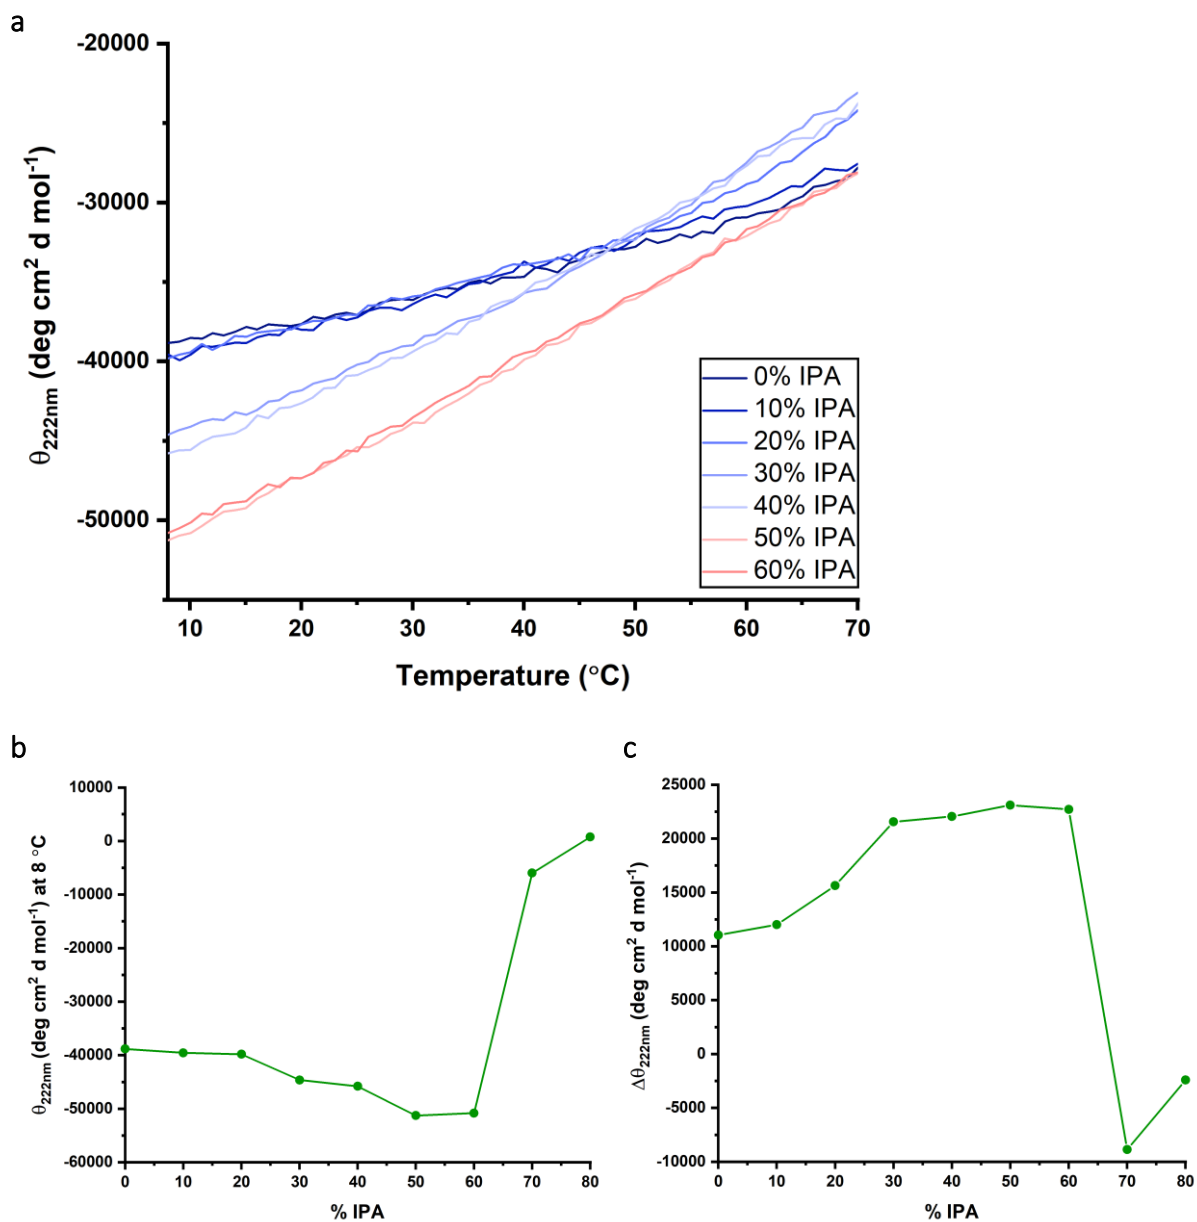 a
-20000
-30000
-40000
-50000
θ222nm (deg cm² d mol⁻¹)
10 20 30 40 50 60 70
Temperature (°C)
0% IPA
10% IPA
20% IPA
30% IPA
40% IPA
50% IPA
60% IPA
b
10000
0
-10000
-20000
-30000
-40000
-50000
-60000
θ222nm (deg cm² d mol⁻¹) at 8 °C
0 10 20 30 40 50 60 70 80
% IPA
c
25000
20000
15000
10000
5000
0
-5000
-10000
Δθ222nm (deg cm² d mol⁻¹)
0 10 20 30 40 50 60 70 80
% IPA